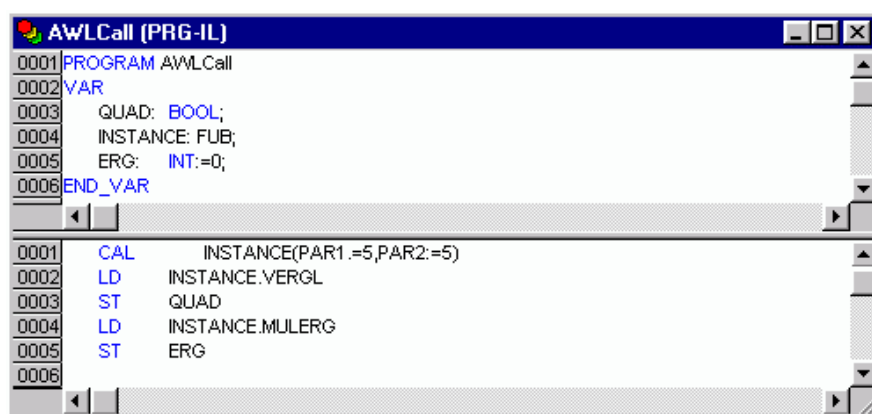 AWLCall (PRG-IL)
0001 PROGRAM AWLCall
0002 VAR
0003 QUAD: BOOL;
0004 INSTANCE: FUB;
0005 ERG: INT:=0;
0006 END_VAR
0001 CAL INSTANCE(PAR1.=5,PAR2:=5)
0002 LD INSTANCE.VERGL
0003 ST QUAD
0004 LD INSTANCE.MULERG
0005 ST ERG
0006